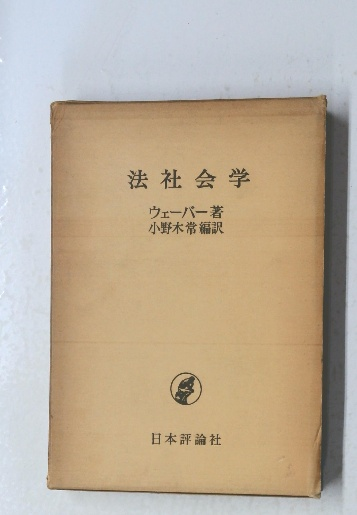 法社会学
ウェーバー著
小野木常編訳
日本評論社